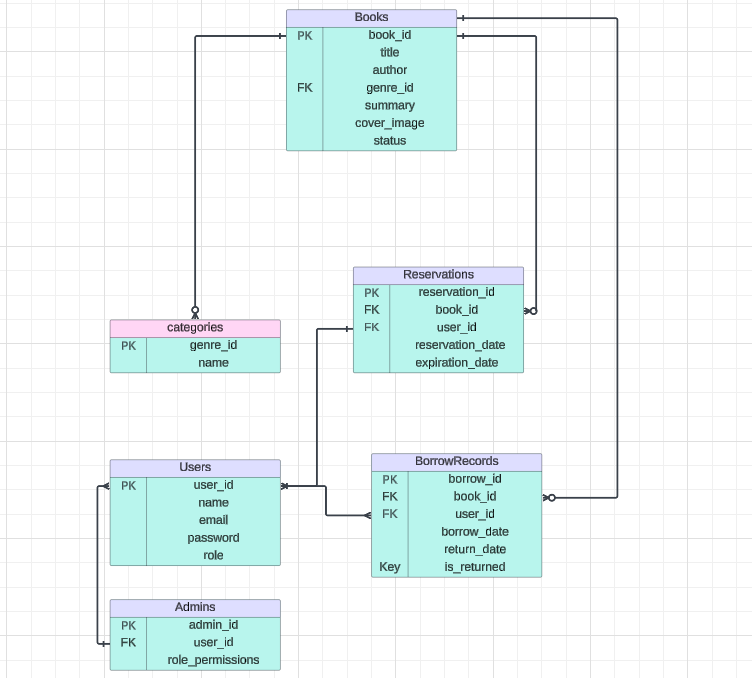 Books
PK book_id
title
author
FK genre_id
summary
cover_image
status
Reservations
PK reservation_id
FK book_id
FK user_id
reservation_date
expiration_date
categories
PK genre_id
name
Users
PK user_id
name
email
password
role
BorrowRecords
PK borrow_id
FK book_id
FK user_id
borrow_date
return_date
Key is_returned
Admins
PK admin_id
FK user_id
role_permissions